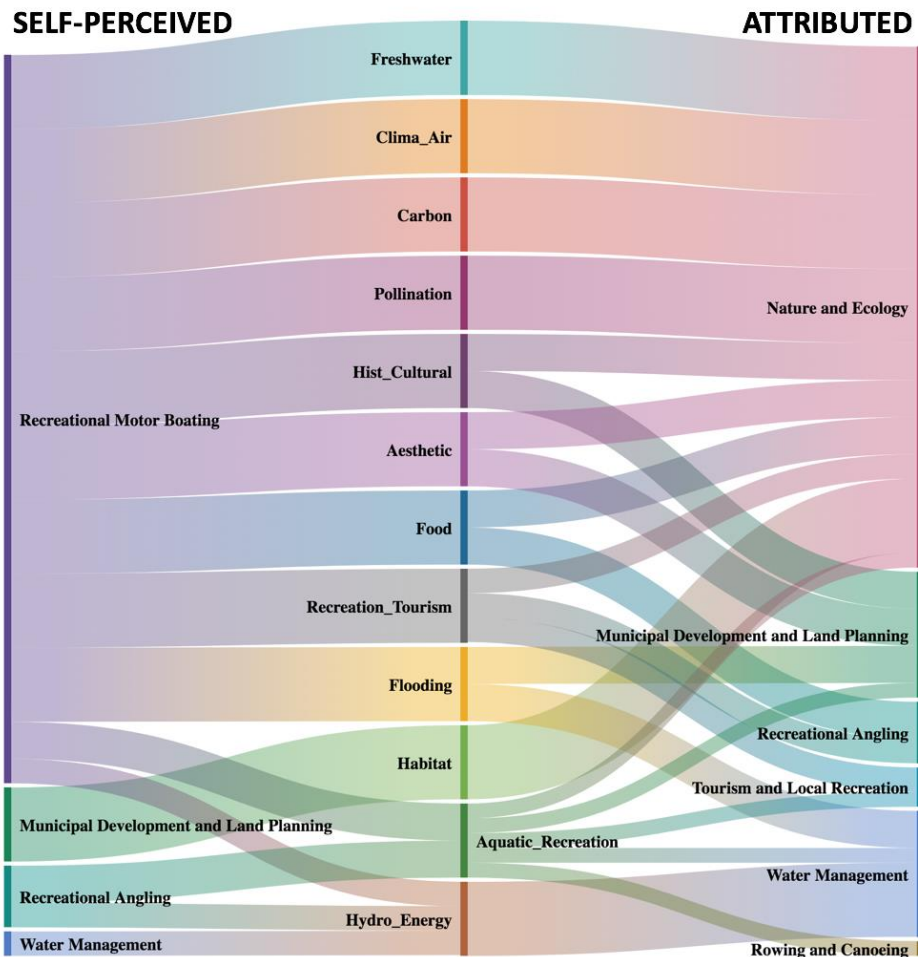 SELF-PERCEIVED
ATTRIBUTED
Freshwater
Clima_Air
Carbon
Pollination
Nature and Ecology
Hist_Cultural
Recreational Motor Boating
Aesthetic
Food
Recreation_Tourism
Municipal Development and Land Planning
Flooding
Recreational Angling
Habitat
Tourism and Local Recreation
Municipal Development and Land Planning
Aquatic_Recreation
Water Management
Recreational Angling
Hydro_Energy
Water Management
Rowing and Canoeing